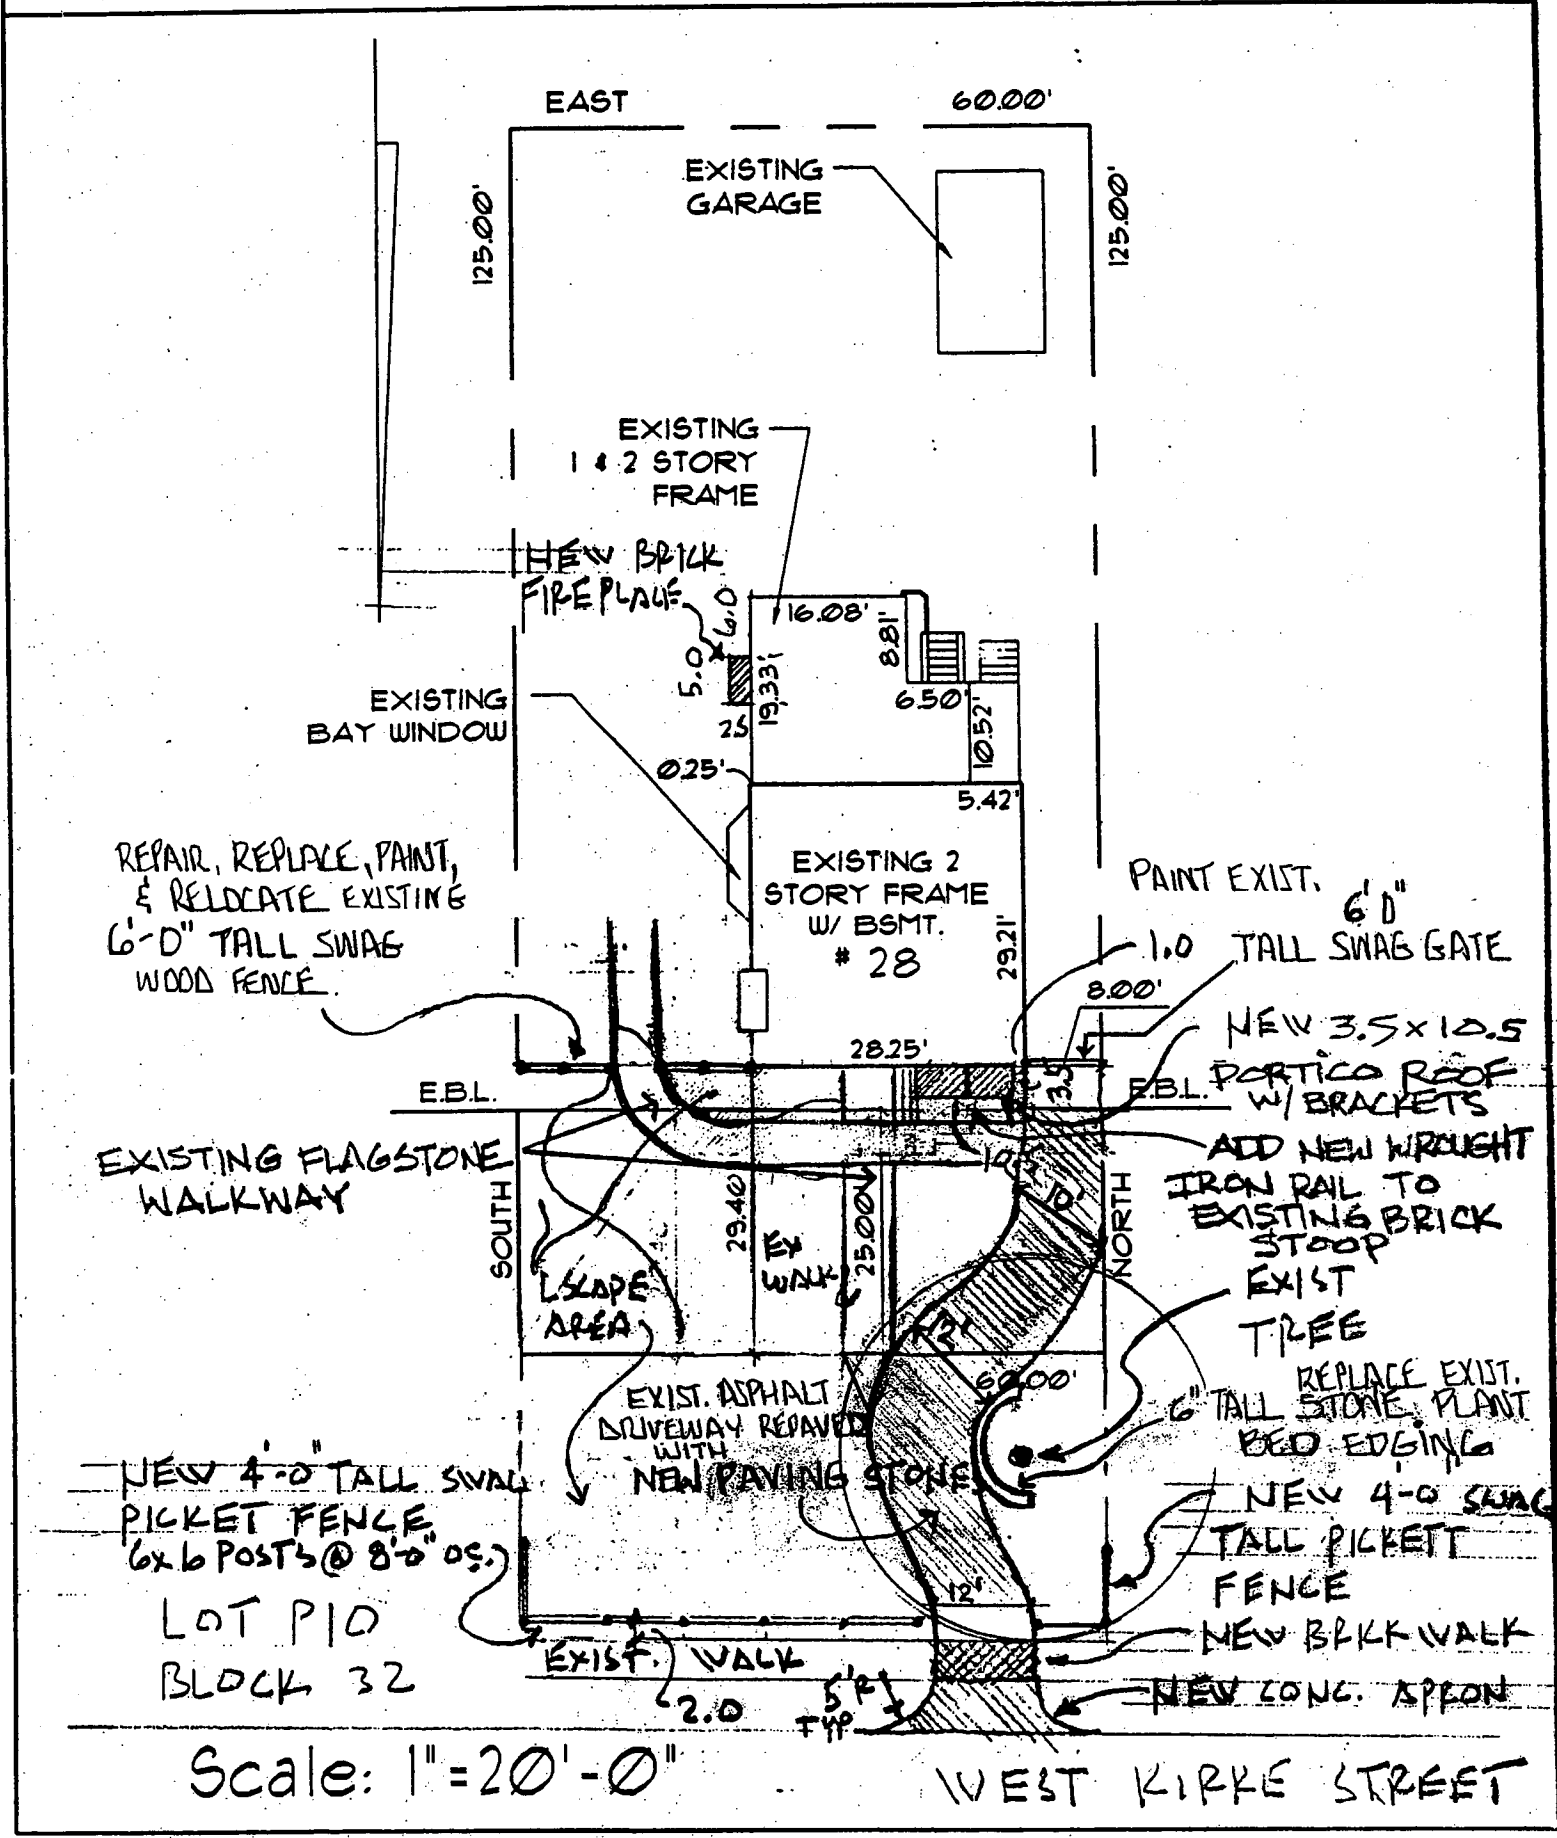 EAST
60.00'
EXISTING
GARAGE
125.00'
125.00'
EXISTING
1 & 2 STORY
FRAME
NEW BRICK
FIREPLACE
6.0
16.08'
8.81'
5.0
19.33'
6.50'
EXISTING
BAY WINDOW
25
10.52'
0.25'
5.42'
REPAIR, REPLACE, PAINT,
& RELOCATE EXISTING
6'-0" TALL SWAG
WOOD FENCE.
EXISTING 2
STORY FRAME
W/ BSMT.
# 28
29.21'
PAINT EXIST.
6'0"
TALL SWAG GATE
1.0
8.00'
28.25'
3.5
NEW 3.5 x 10.5
PORTICO ROOF
W/ BRACKETS
E.B.L.
E.B.L.
EXISTING FLAGSTONE
WALKWAY
ADD NEW WROUGHT
IRON RAIL TO
EXISTING BRICK
STOOP
SOUTH
29.40
EX
WALK
25.00'
10'
NORTH
LSCAPE
AREA
EXIST
TREE
12'
60.00'
EXIST. ASPHALT
DRIVEWAY REPAVED
WITH
NEW PAVING STONE
REPLACE EXIST.
6" TALL STONE PLANT
BED EDGING
NEW 4'-0" TALL SWAG
PICKET FENCE
6x6 POSTS @ 8'-0" OC.
NEW 4'-0 SWAG
TALL PICKETT
FENCE
12'
LOT P10
BLOCK 32
EXIST. WALK
2.0
5'R
TYP
NEW BRICK WALK
NEW CONC. APRON
Scale: 1"=20'-0"
WEST KIRKE STREET